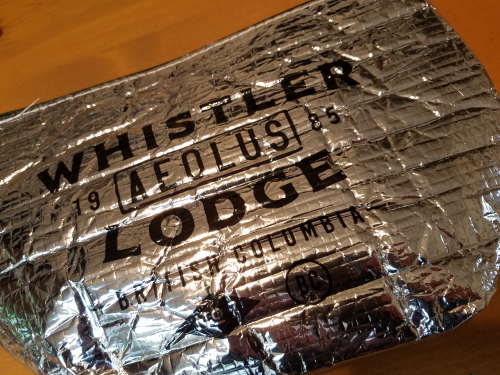 WHISTLER
19 AEOLUS 85
LODGE
BRITISH COLUMBIA
BC